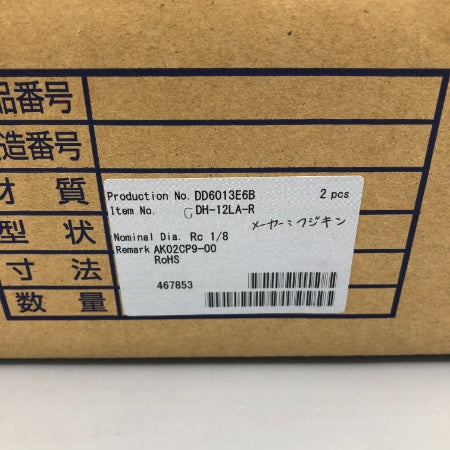 品番号
造番号
材 質
型 状
寸 法
数 量
Production No. DD6013E6B 2 pcs
Item No. CDH-12LA-R
メーカー:フジキン
Nominal Dia. Rc 1/8
Remark AK02CP9-00
RoHS
467853